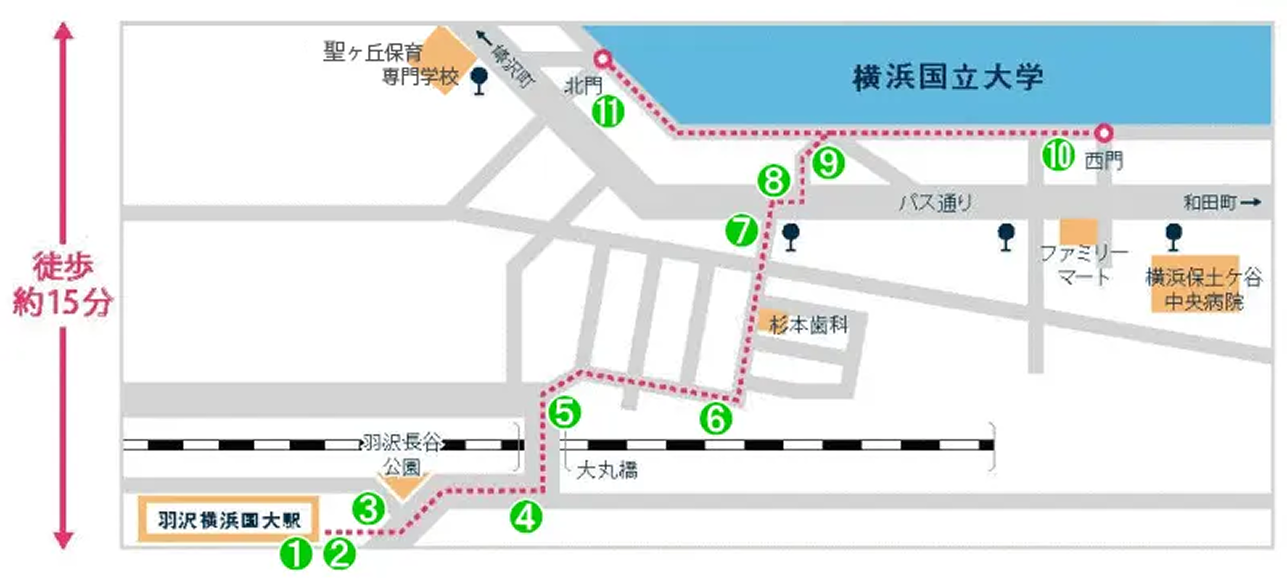 聖ヶ丘保育
専門学校
横沢町
北門
⑪
横浜国立大学
⑩
西門
⑨
⑧
バス通り
和田町
⑦
ファミリー
マート
横浜保土ケ谷
中央病院
徒歩
約15分
杉本歯科
⑤
⑥
羽沢長谷
公園
大丸橋
③
④
羽沢横浜國大駅
①
②